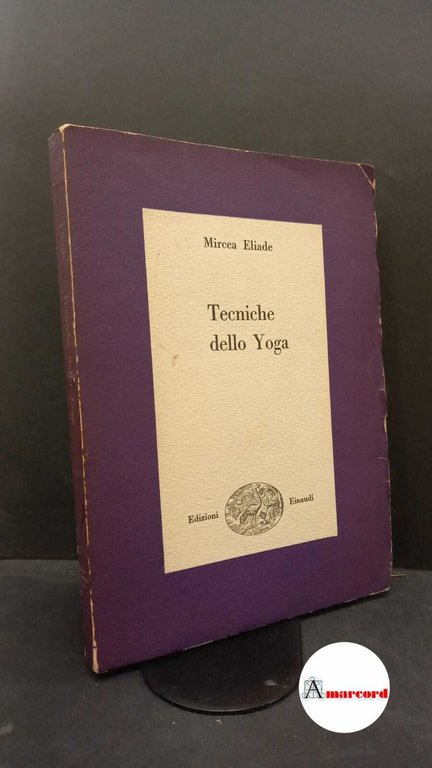 Mircea Eliade
Tecniche
dello Yoga
Edizioni
Einaudi
Amarcord